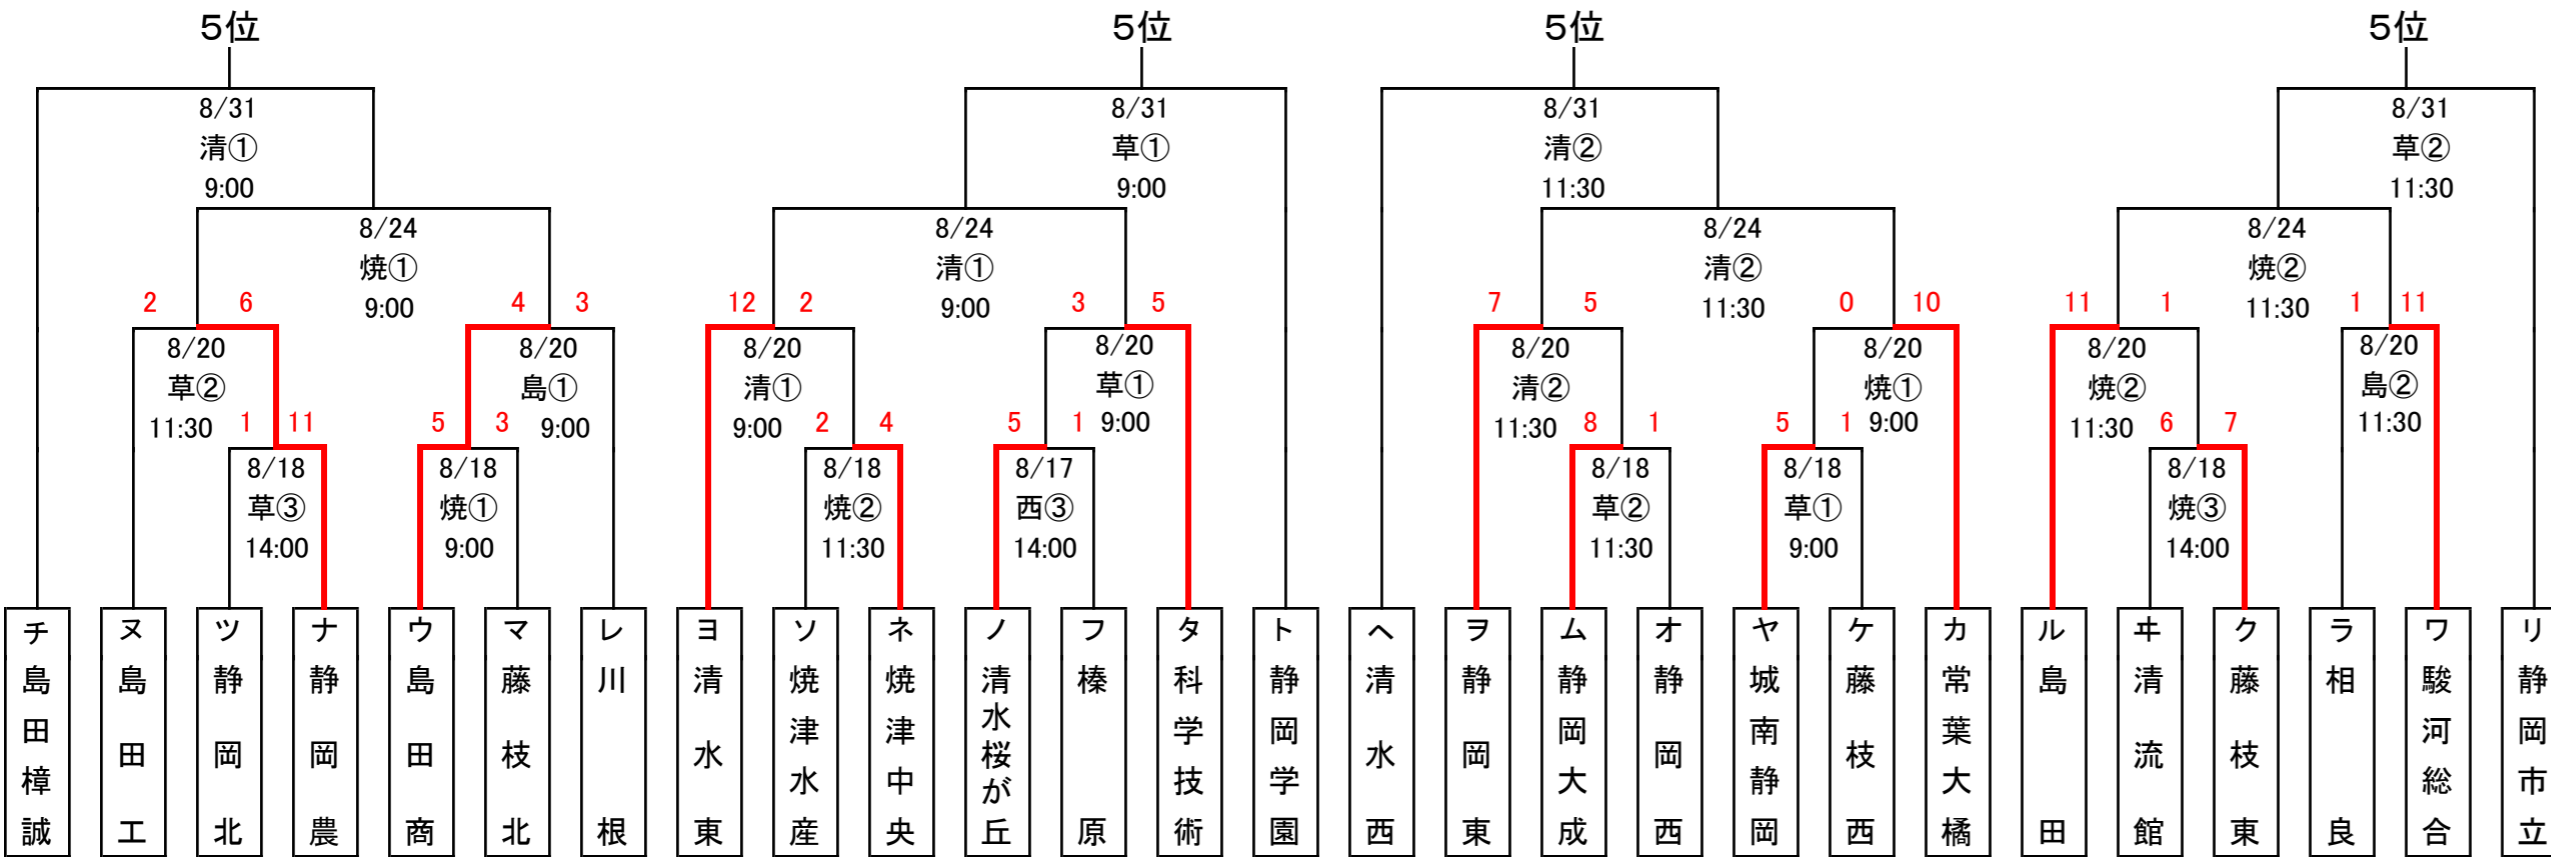 5位 5位 5位 5位
8/31 8/31 8/31 8/31
清① 草① 清② 草②
9:00 9:00 11:30 11:30
8/24 8/24 8/24 8/24
焼① 清① 清② 焼②
9:00 9:00 11:30 11:30
2 6 4 3 12 2 3 5 7 5 0 10 11 1 1 11
8/20 8/20 8/20 8/20 8/20 8/20 8/20 8/20
草② 島① 清① 草① 清② 焼① 焼② 島②
11:30 9:00 9:00 9:00 11:30 9:00 11:30 11:30
1 11 5 3 2 4 5 1 8 1 5 1 6 7
8/18 8/18 8/18 8/17 8/18 8/18 8/18
草③ 焼① 焼② 西③ 草② 草① 焼③
14:00 9:00 11:30 14:00 11:30 9:00 14:00
チ島田樟誠
ヌ島田工
ツ静岡北
ナ静岡農
ウ島田商
マ藤枝北
レ川根
ヨ清水東
ソ焼津水産
ネ焼津中央
ノ清水桜が丘
フ榛原
タ科学技術
ト静岡学園
ヘ清水西
ヲ静岡東
ム静岡大成
オ静岡西
ヤ城南静岡
ケ藤枝西
カ常葉大橘
ル島田
ヰ清流館
ク藤枝東
ラ相良
ワ駿河総合
リ静岡市立